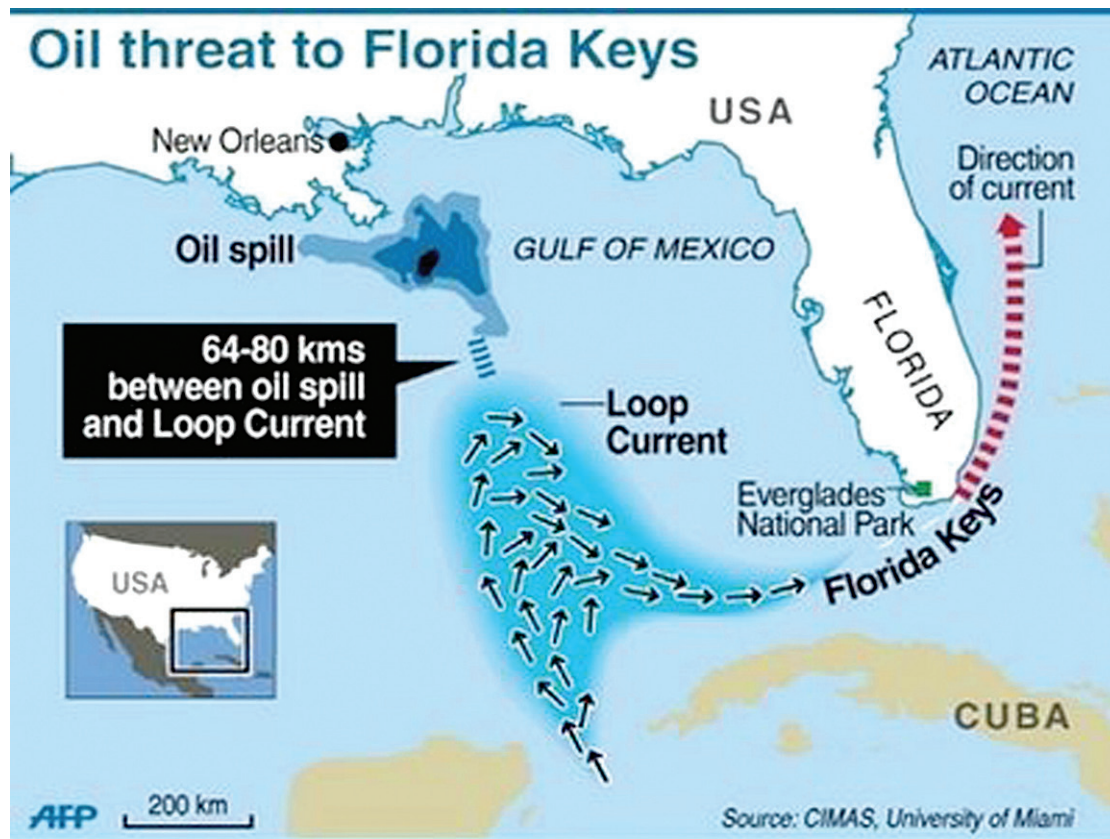 Oil threat to Florida Keys
ATLANTIC
OCEAN
USA
New Orleans
Direction
of current
Oil spill
GULF OF MEXICO
FLORIDA
64-80 kms
between oil spill
and Loop Current
Loop
Current
Everglades
National Park
Florida Keys
USA
CUBA
AFP
200 km
Source: CIMAS, University of Miami